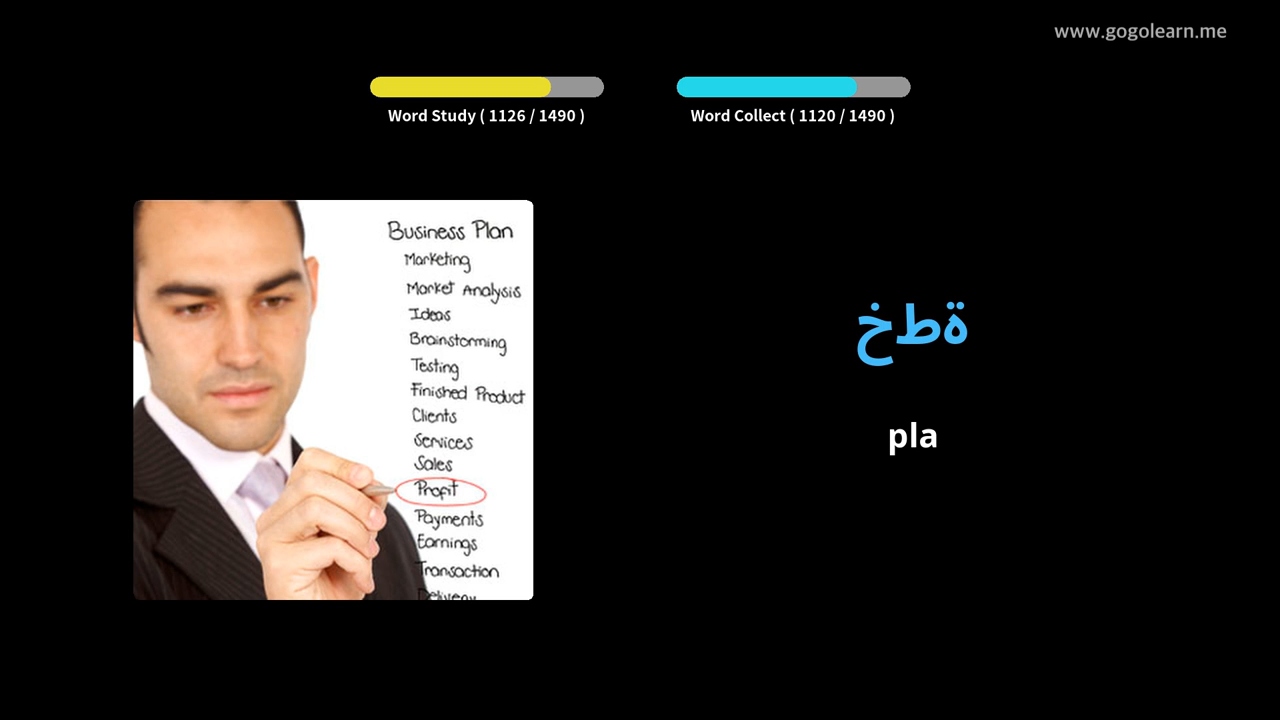 www.gogolearn.me
Word Study ( 1126 / 1490 )
Word Collect ( 1120 / 1490 )
Business Plan
Marketing
Market Analysis
Ideas
Brainstorming
Testing
Finished Product
Clients
Services
Sales
Profit
Payments
Earnings
Transaction
Delivery
خطة
pla